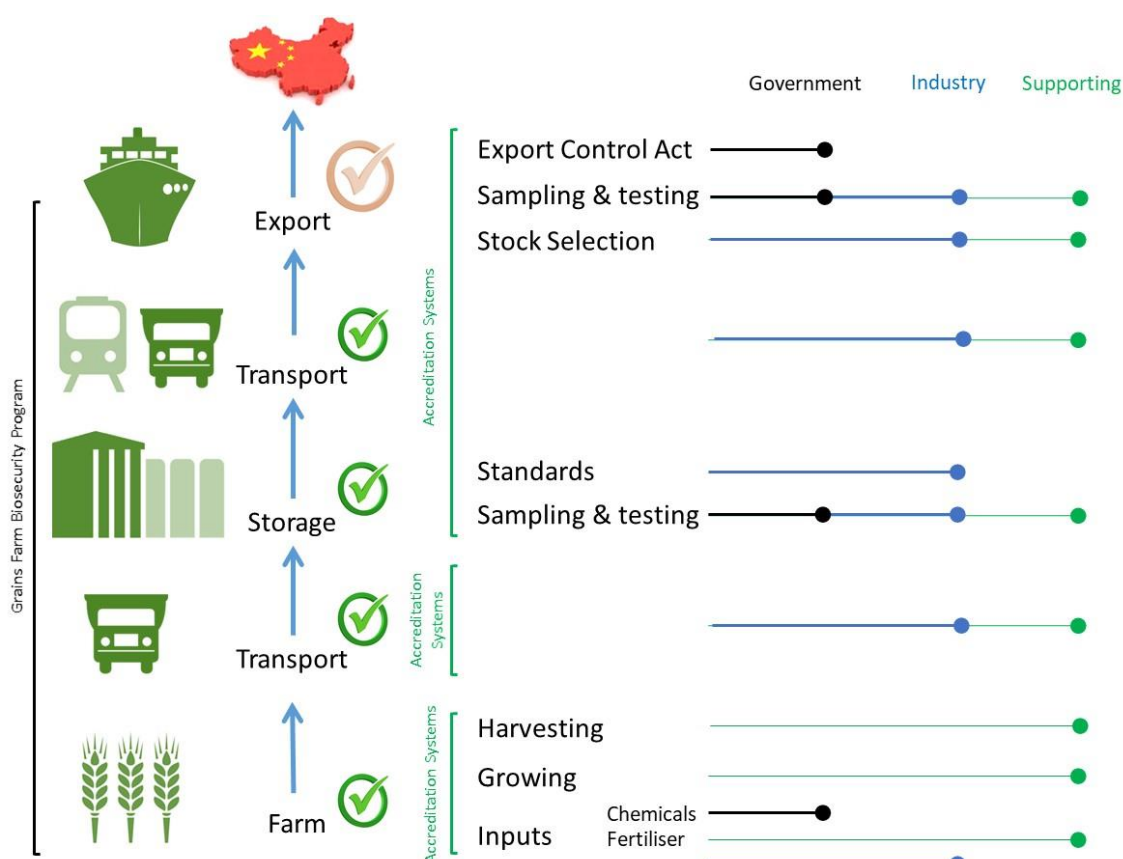 Government Industry Supporting
Export Control Act
Sampling & testing
Export
Stock Selection
Accreditation Systems
Transport
Grains Farm Biosecurity Program
Standards
Storage
Sampling & testing
Accreditation
Systems
Transport
Harvesting
Accreditation Systems
Growing
Farm
Chemicals
Inputs
Fertiliser